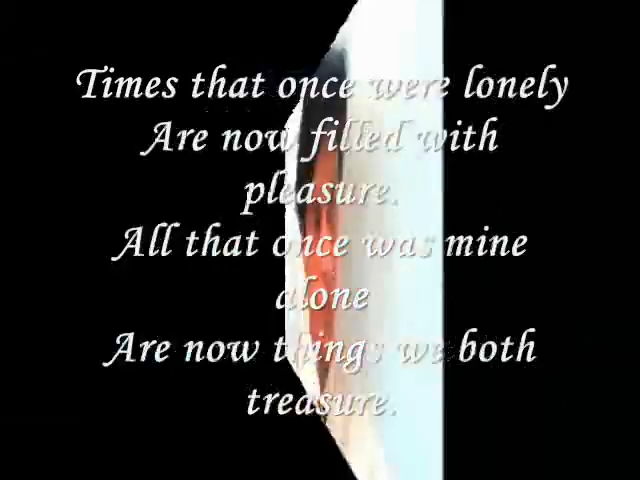 Times that once were lonely
Are now filled with
pleasure.
All that once was mine
alone
Are now things we both
treasure.